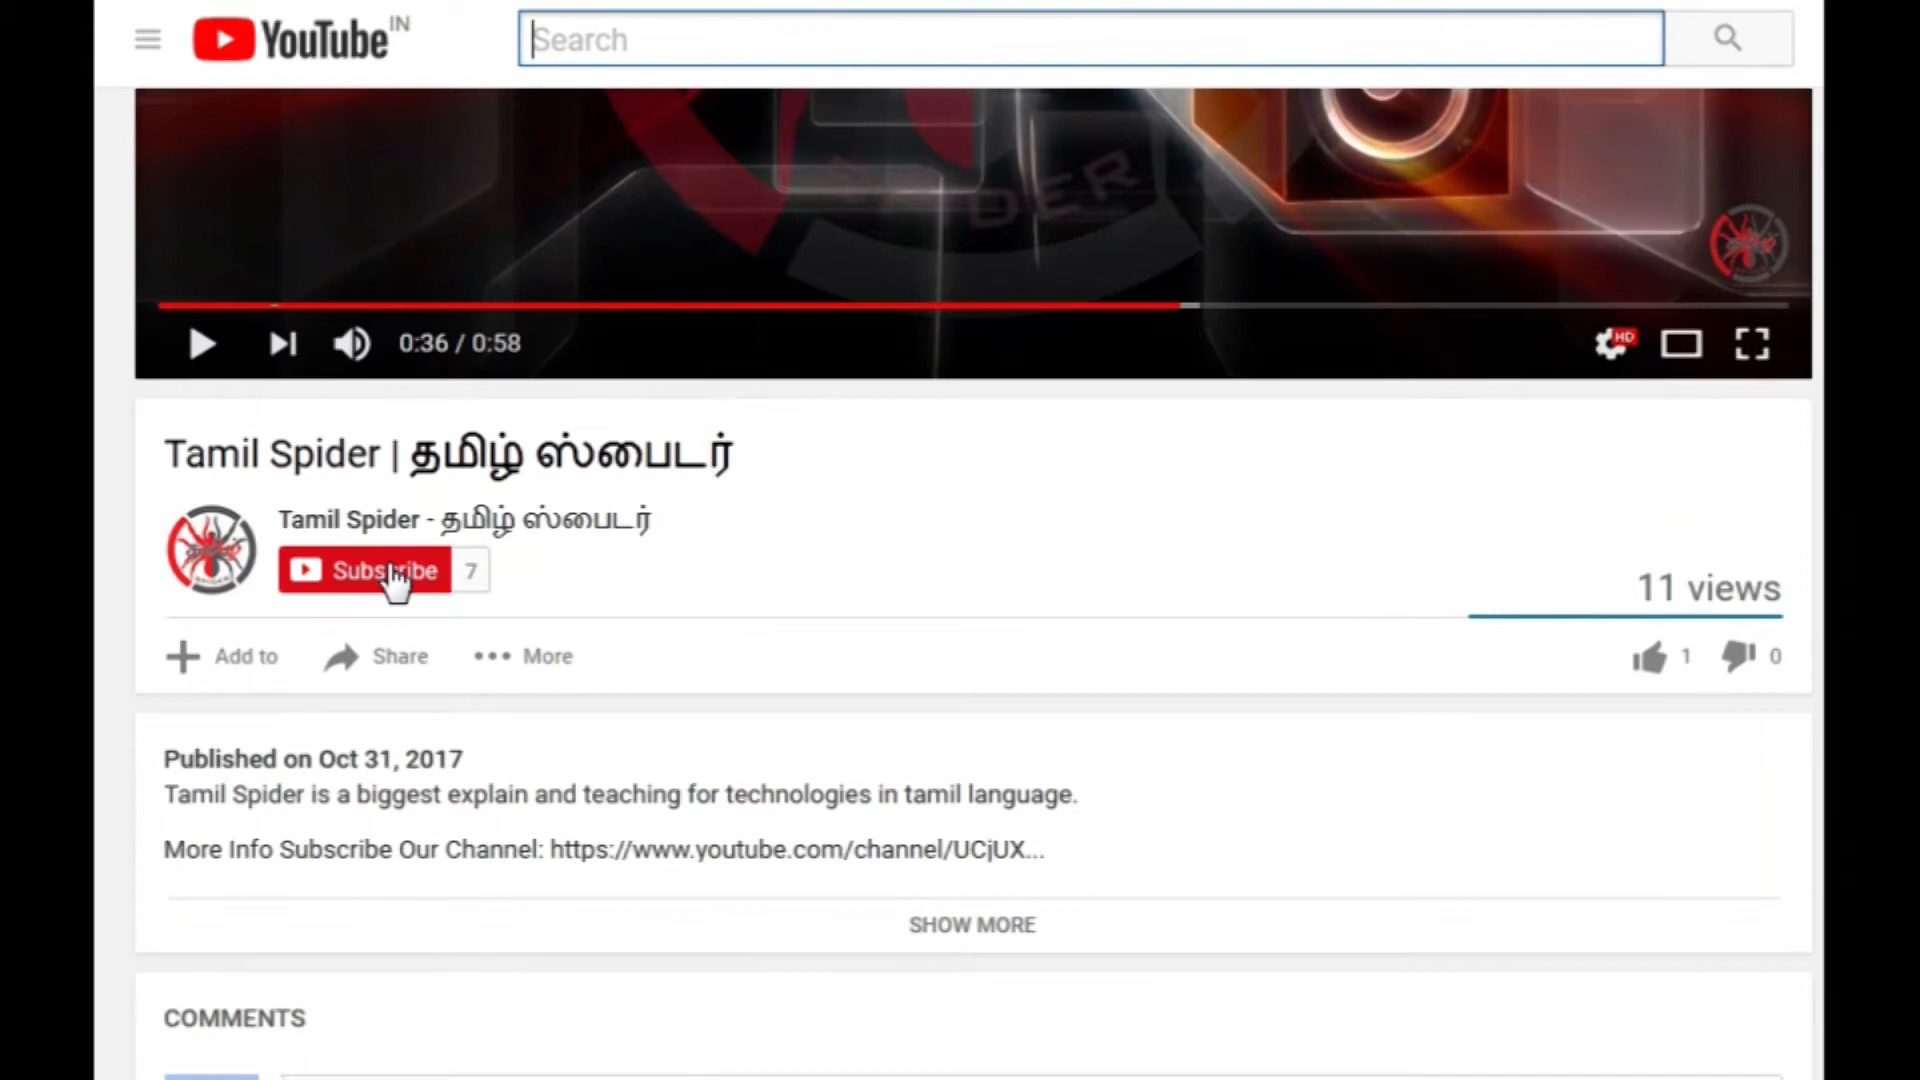 YouTube IN
Search
DER
0:36 / 0:58
HD
Tamil Spider | தமிழ் ஸ்பைடர்
Tamil Spider - தமிழ் ஸ்பைடர்
Subscribe 7
11 views
Add to Share More 1 0
Published on Oct 31, 2017
Tamil Spider is a biggest explain and teaching for technologies in tamil language.
More Info Subscribe Our Channel: https://www.youtube.com/channel/UCjUX...
SHOW MORE
COMMENTS